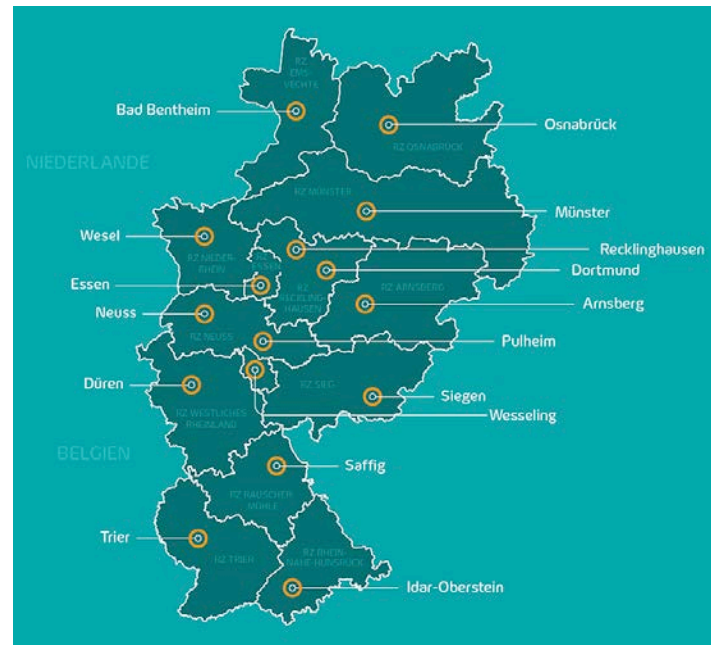 RZ
EMS-
VECHTE
Bad Bentheim
Osnabrück
RZ OSNABRÜCK
NIEDERLANDE
RZ MÜNSTER
Münster
Wesel
Recklinghausen
RZ NIEDER-
RHEIN
RZ
ESSEN
Dortmund
Essen
RZ
RECKLING-
HAUSEN
RZ ARNSBERG
Arnsberg
Neuss
RZ NEUSS
Pulheim
Düren
RZ SIEG
Siegen
RZ WESTLICHES
RHEINLAND
Wesseling
BELGIEN
Saffig
RZ RAUSCHER
MÜHLE
Trier
RZ TRIER
RZ RHEIN-
NAHE-HUNSRÜCK
Idar-Oberstein